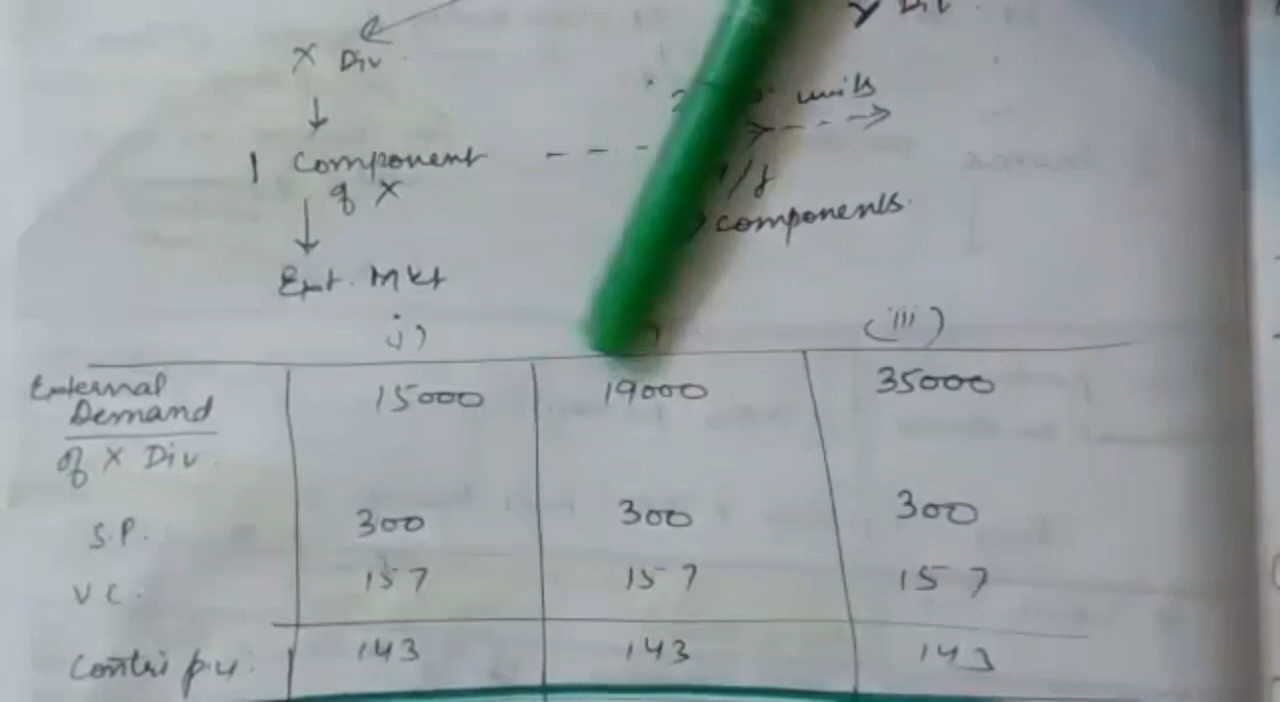 X Div.
Y Div.
units
1 Component
of X
components.
Ext. Mkt
i)
(iii)
External
Demand
of X Div.
15000
19000
35000
S.P.
300
300
300
V C.
157
157
157
Contri p.u.
143
143
143